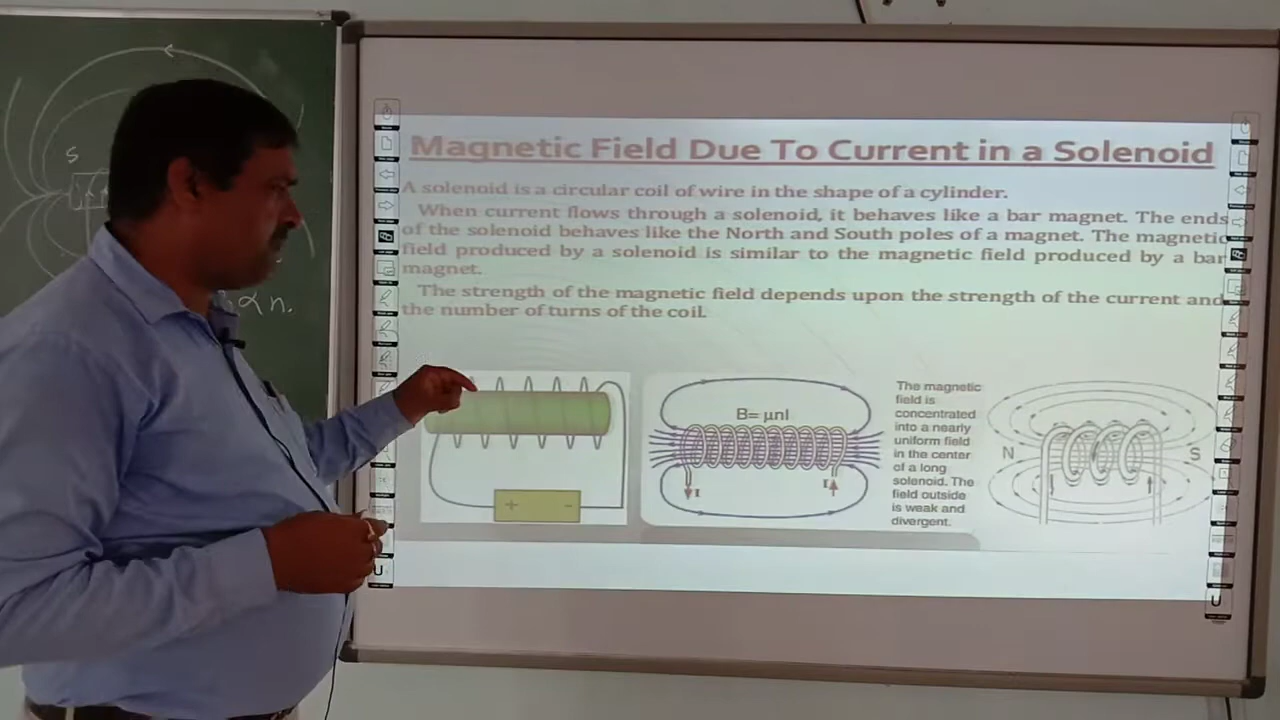 S
∝ n.
Magnetic Field Due To Current in a Solenoid
A solenoid is a circular coil of wire in the shape of a cylinder.
When current flows through a solenoid, it behaves like a bar magnet. The ends
of the solenoid behaves like the North and South poles of a magnet. The magnetic
field produced by a solenoid is similar to the magnetic field produced by a bar
magnet.
The strength of the magnetic field depends upon the strength of the current and
the number of turns of the coil.
+ -
B= μnI
I I
The magnetic
field is
concentrated
into a nearly
uniform field
in the center
of a long
solenoid. The
field outside
is weak and
divergent.
N S